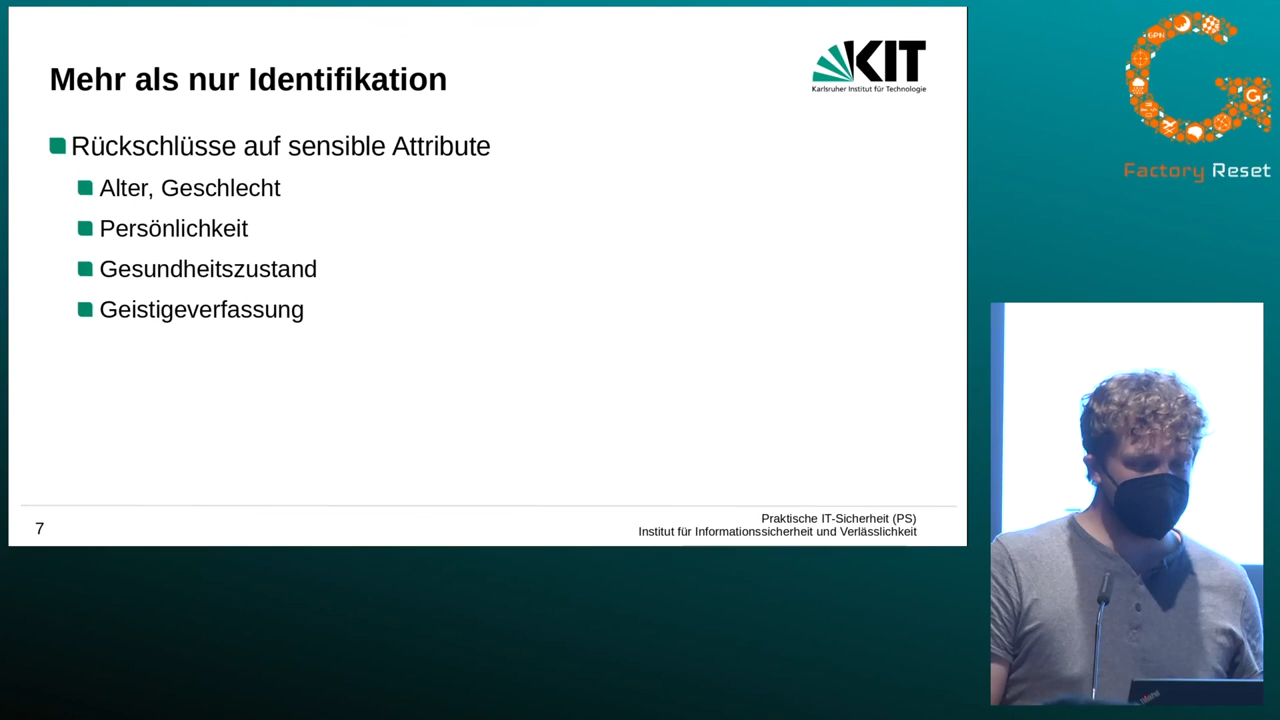 Mehr als nur Identifikation
KIT
Karlsruher Institut für Technologie
Rückschlüsse auf sensible Attribute
Alter, Geschlecht
Persönlichkeit
Gesundheitszustand
Geistigeverfassung
7
Praktische IT-Sicherheit (PS)
Institut für Informationssicherheit und Verlässlichkeit
GPN
G
Factory Reset